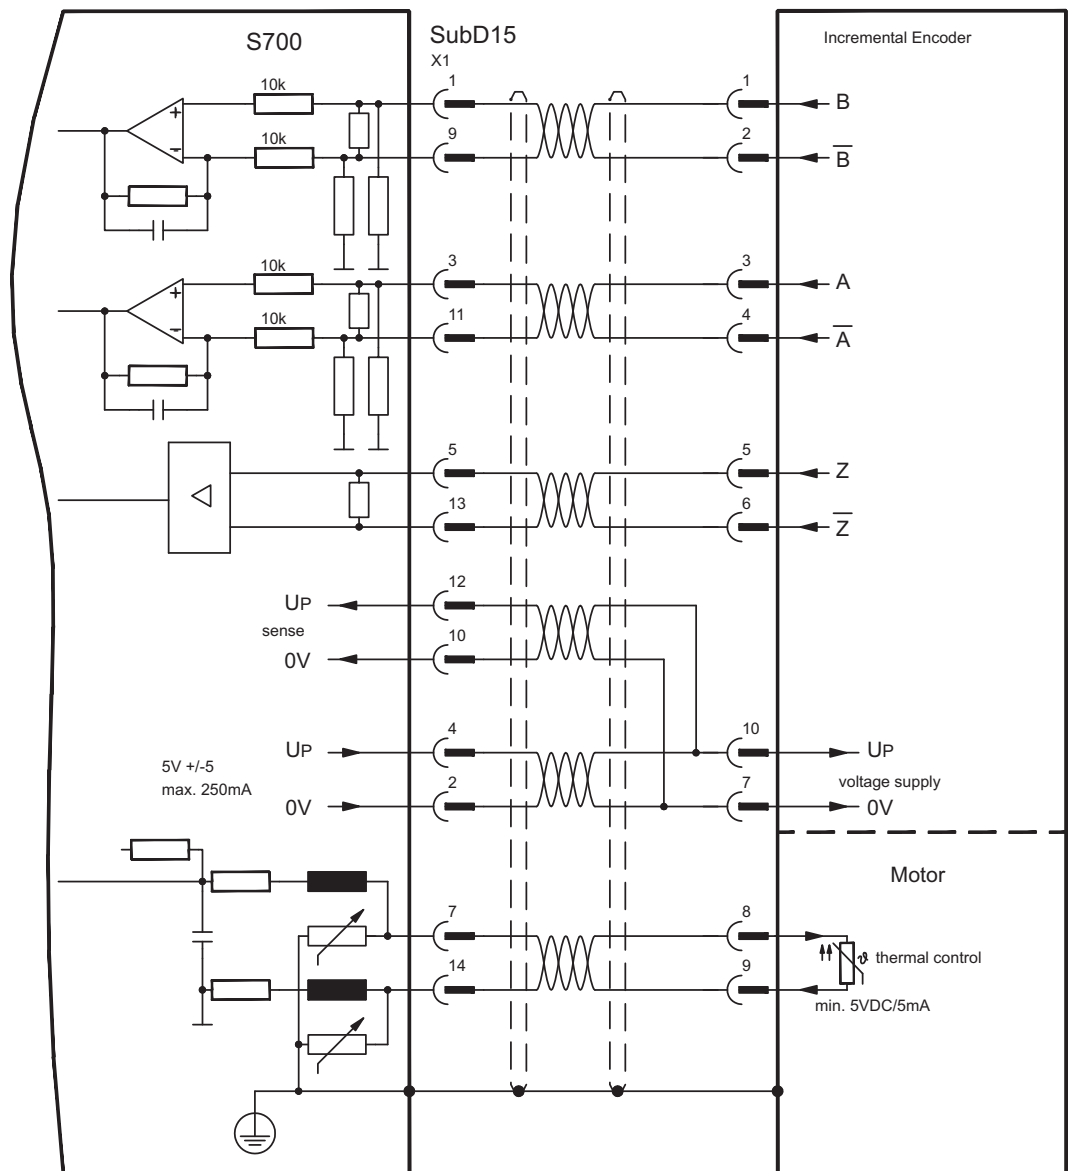 S700
SubD15
X1
Incremental Encoder
10k
1
1
B
10k
9
2
B̅
10k
3
3
A
10k
11
4
A̅
5
5
Z
13
6
Z̅
UP
12
sense
0V
10
UP
4
10
UP
5V +/-5
max. 250mA
voltage supply
0V
2
7
0V
Motor
7
8
ϑ thermal control
14
9
min. 5VDC/5mA
+
-
+
-